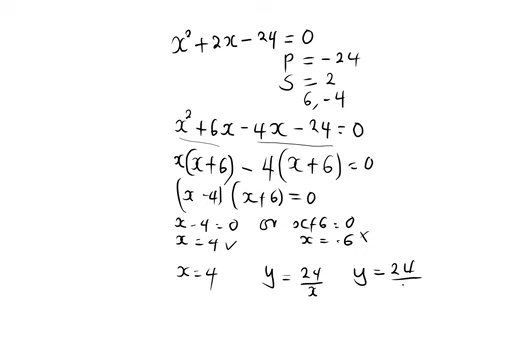 x² + 2x - 24 = 0
P = -24
S = 2
6, -4
x² + 6x - 4x - 24 = 0
x(x+6) - 4(x+6) = 0
(x-4)(x+6) = 0
x-4=0 or x+6=0
x=4 ✓ x=-6 ×
x=4 y = 24/x y = 24/